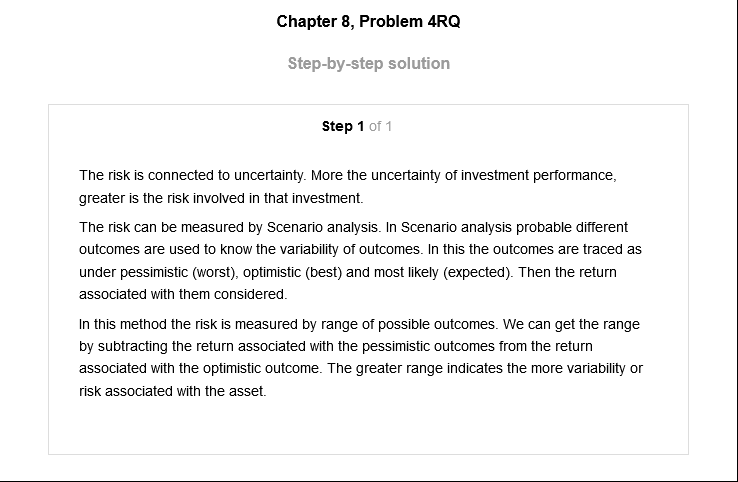 Chapter 8, Problem 4RQ
Step-by-step solution
Step 1 of 1
The risk is connected to uncertainty. More the uncertainty of investment performance,
greater is the risk involved in that investment.
The risk can be measured by Scenario analysis. In Scenario analysis probable different
outcomes are used to know the variability of outcomes. In this the outcomes are traced as
under pessimistic (worst), optimistic (best) and most likely (expected). Then the return
associated with them considered.
In this method the risk is measured by range of possible outcomes. We can get the range
by subtracting the return associated with the pessimistic outcomes from the return
associated with the optimistic outcome. The greater range indicates the more variability or
risk associated with the asset.